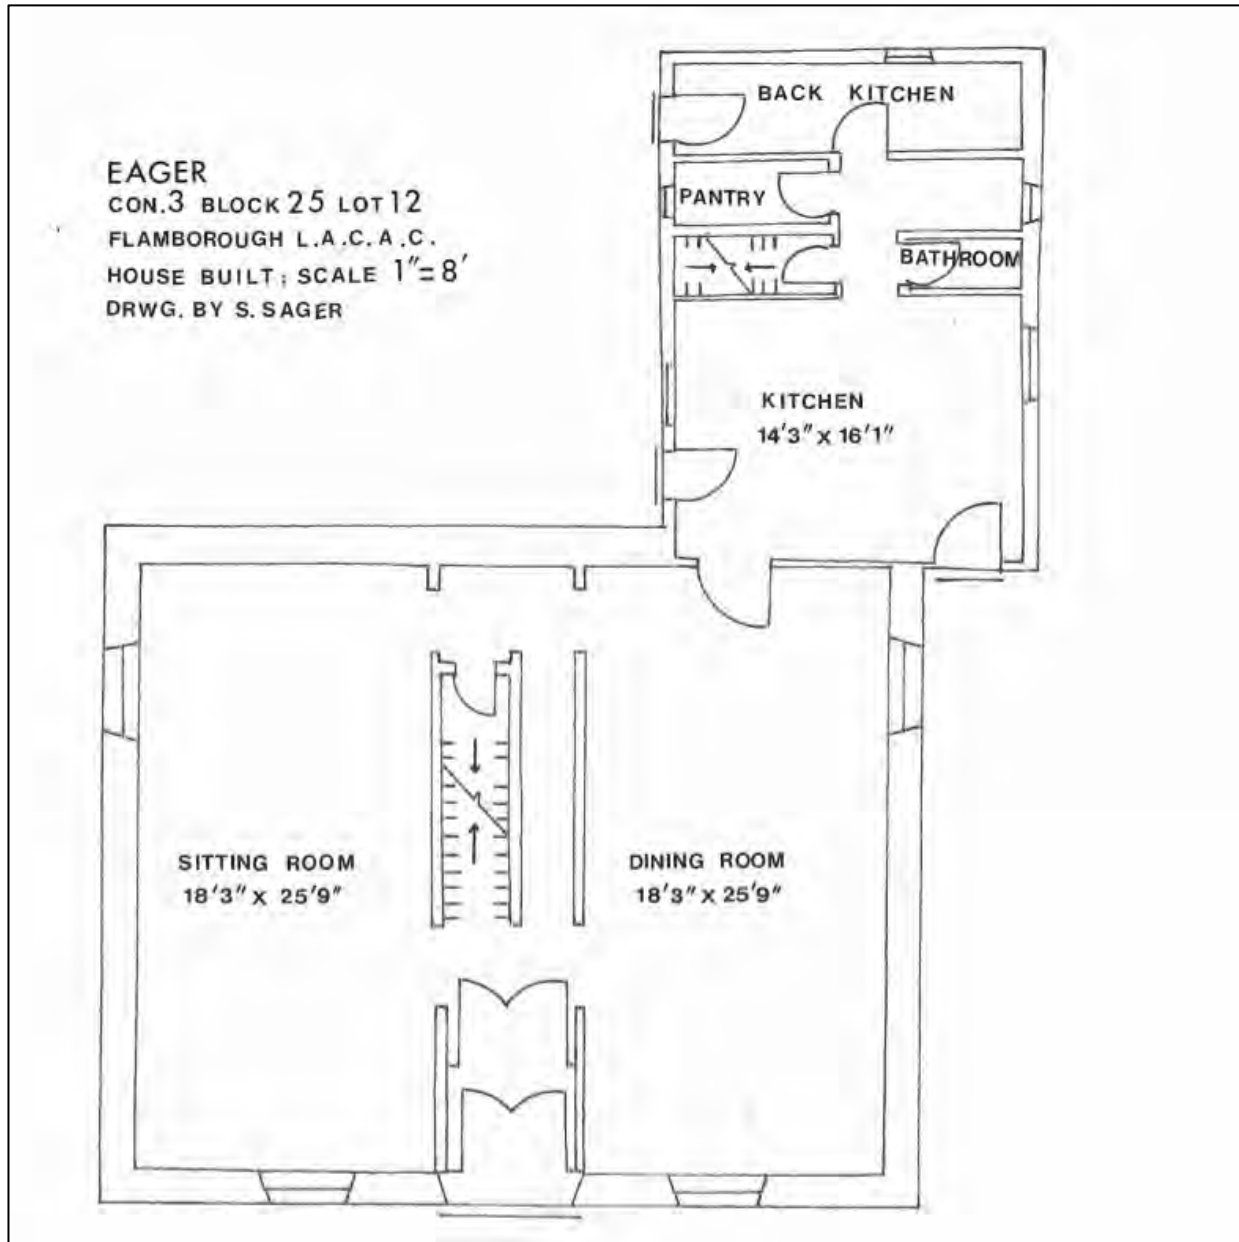 BACK KITCHEN
EAGER
CON.3 BLOCK 25 LOT 12
FLAMBOROUGH L.A.C.A.C.
HOUSE BUILT; SCALE 1"=8'
DRWG. BY S. SAGER
PANTRY
BATHROOM
KITCHEN
14'3" x 16'1"
SITTING ROOM
18'3" x 25'9"
DINING ROOM
18'3" x 25'9"